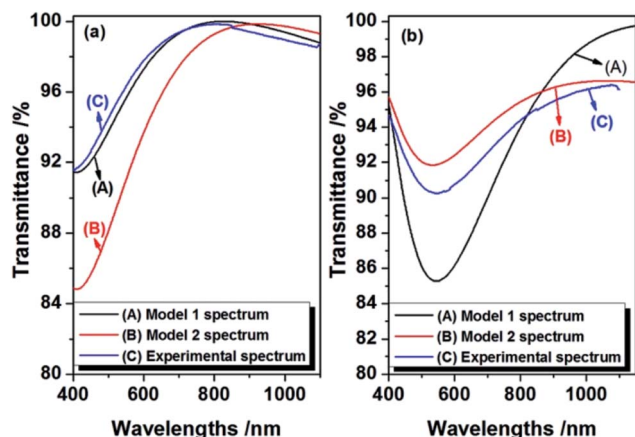 (a)
Transmittance /%
100
96
92
88
84
80
(C)
(A)
(B)
(A) Model 1 spectrum
(B) Model 2 spectrum
(C) Experimental spectrum
400 600 800 1000
Wavelengths /nm
(b)
Transmittance /%
100
98
96
94
92
90
88
86
84
82
80
(A)
(B)
(C)
(A) Model 1 spectrum
(B) Model 2 spectrum
(C) Experimental spectrum
400 600 800 1000
Wavelengths /nm